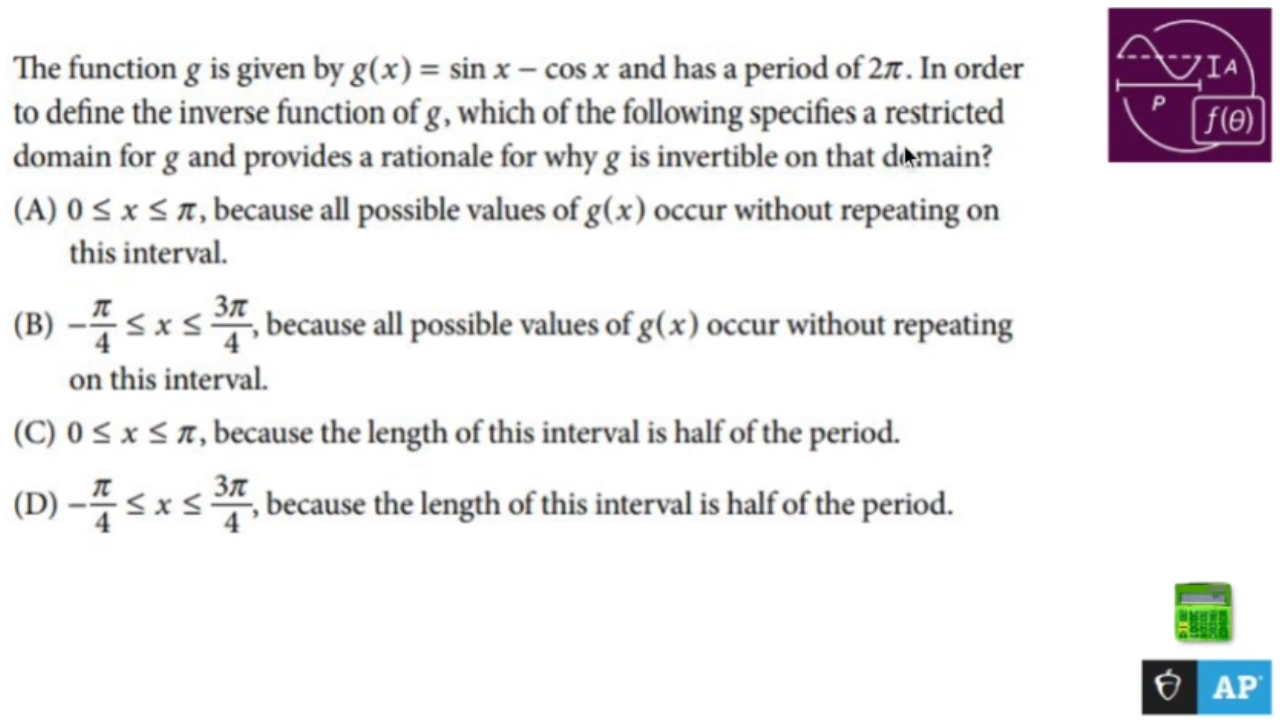 The function g is given by g(x) = sin x − cos x and has a period of 2π. In order
to define the inverse function of g, which of the following specifies a restricted
domain for g and provides a rationale for why g is invertible on that domain?
(A) 0 ≤ x ≤ π, because all possible values of g(x) occur without repeating on
this interval.
(B) −π/4 ≤ x ≤ 3π/4, because all possible values of g(x) occur without repeating
on this interval.
(C) 0 ≤ x ≤ π, because the length of this interval is half of the period.
(D) −π/4 ≤ x ≤ 3π/4, because the length of this interval is half of the period.
A
P
f(θ)
AP